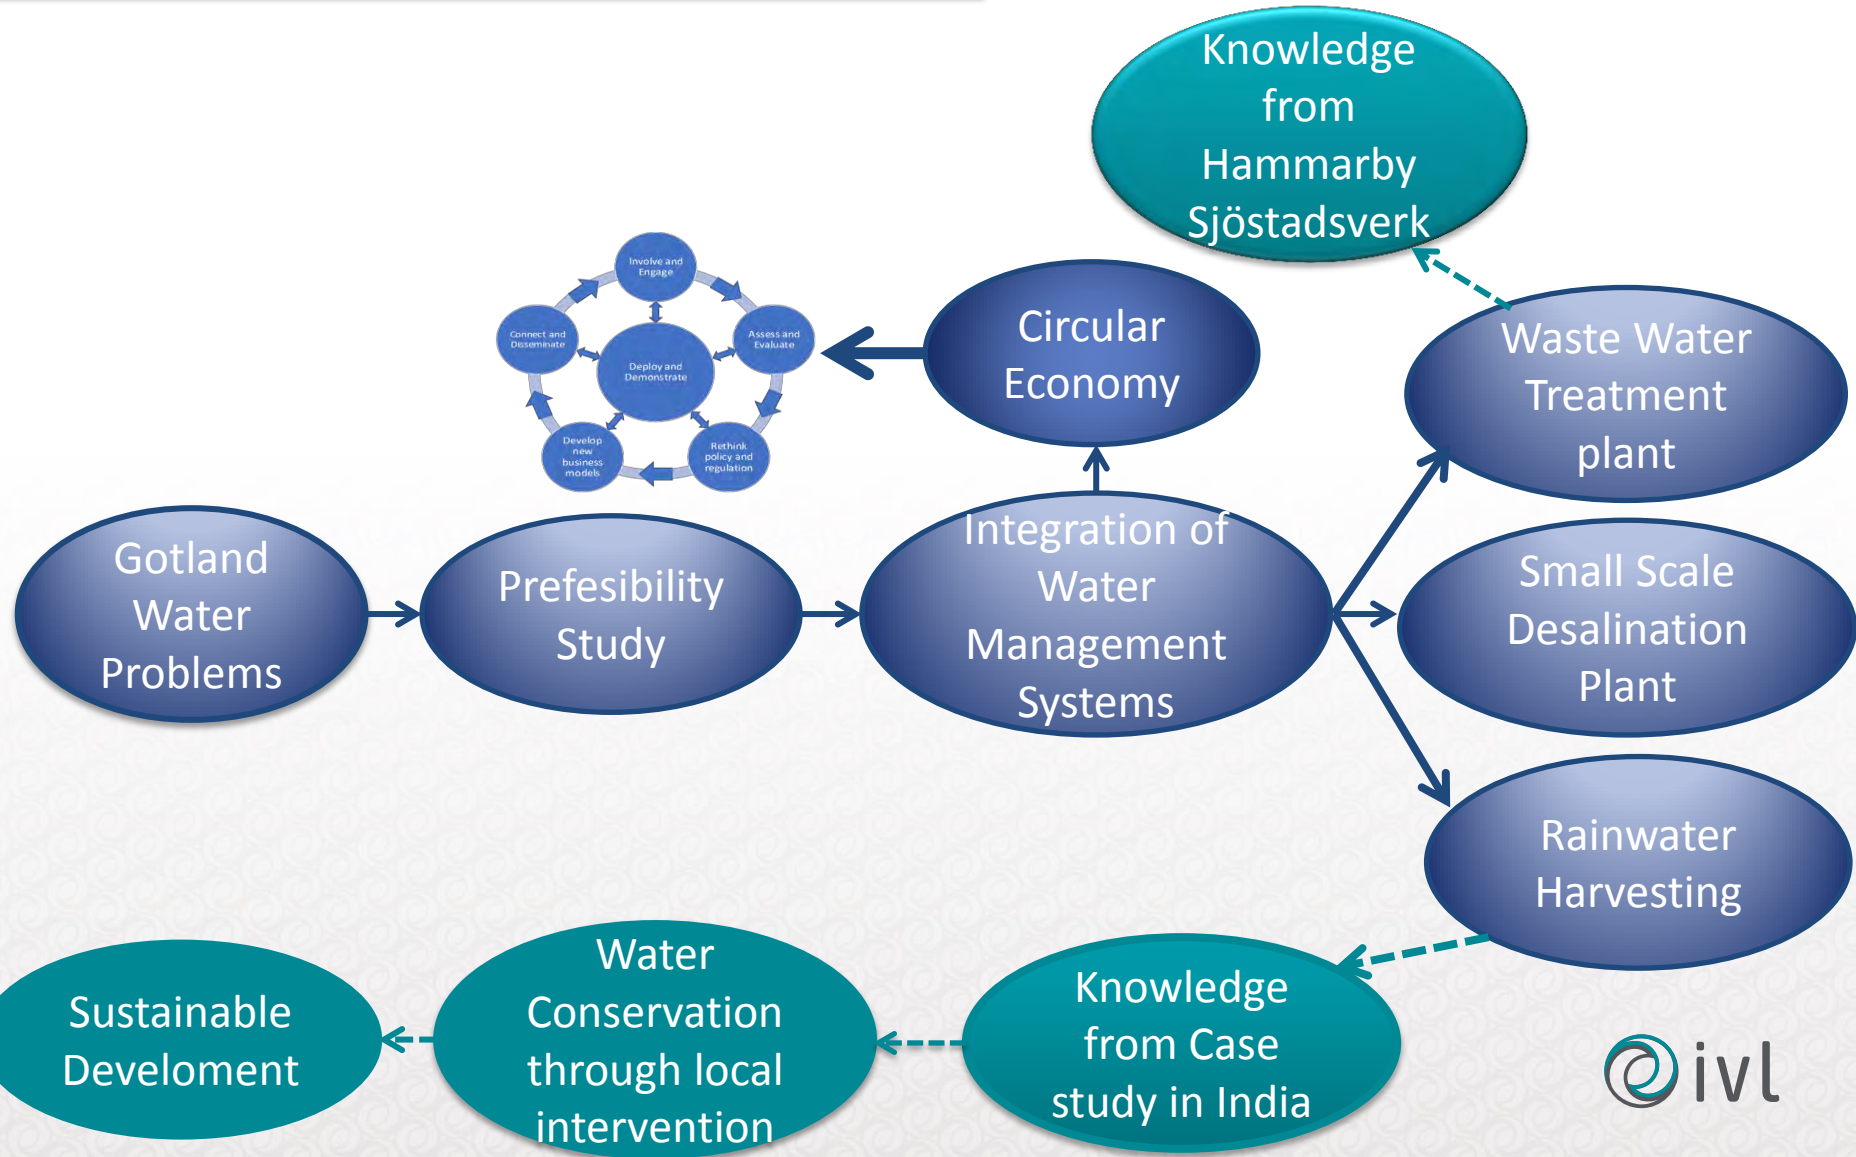 Knowledge
from
Hammarby
Sjöstadsverk
Involve and
Engage
Connect and
Disseminate
Assess and
Evaluate
Deploy and
Demonstrate
Develop
new
business
models
Rethink
policy and
regulation
Circular
Economy
Waste Water
Treatment
plant
Gotland
Water
Problems
Prefesibility
Study
Integration of
Water
Management
Systems
Small Scale
Desalination
Plant
Rainwater
Harvesting
Sustainable
Develoment
Water
Conservation
through local
intervention
Knowledge
from Case
study in India
ivl